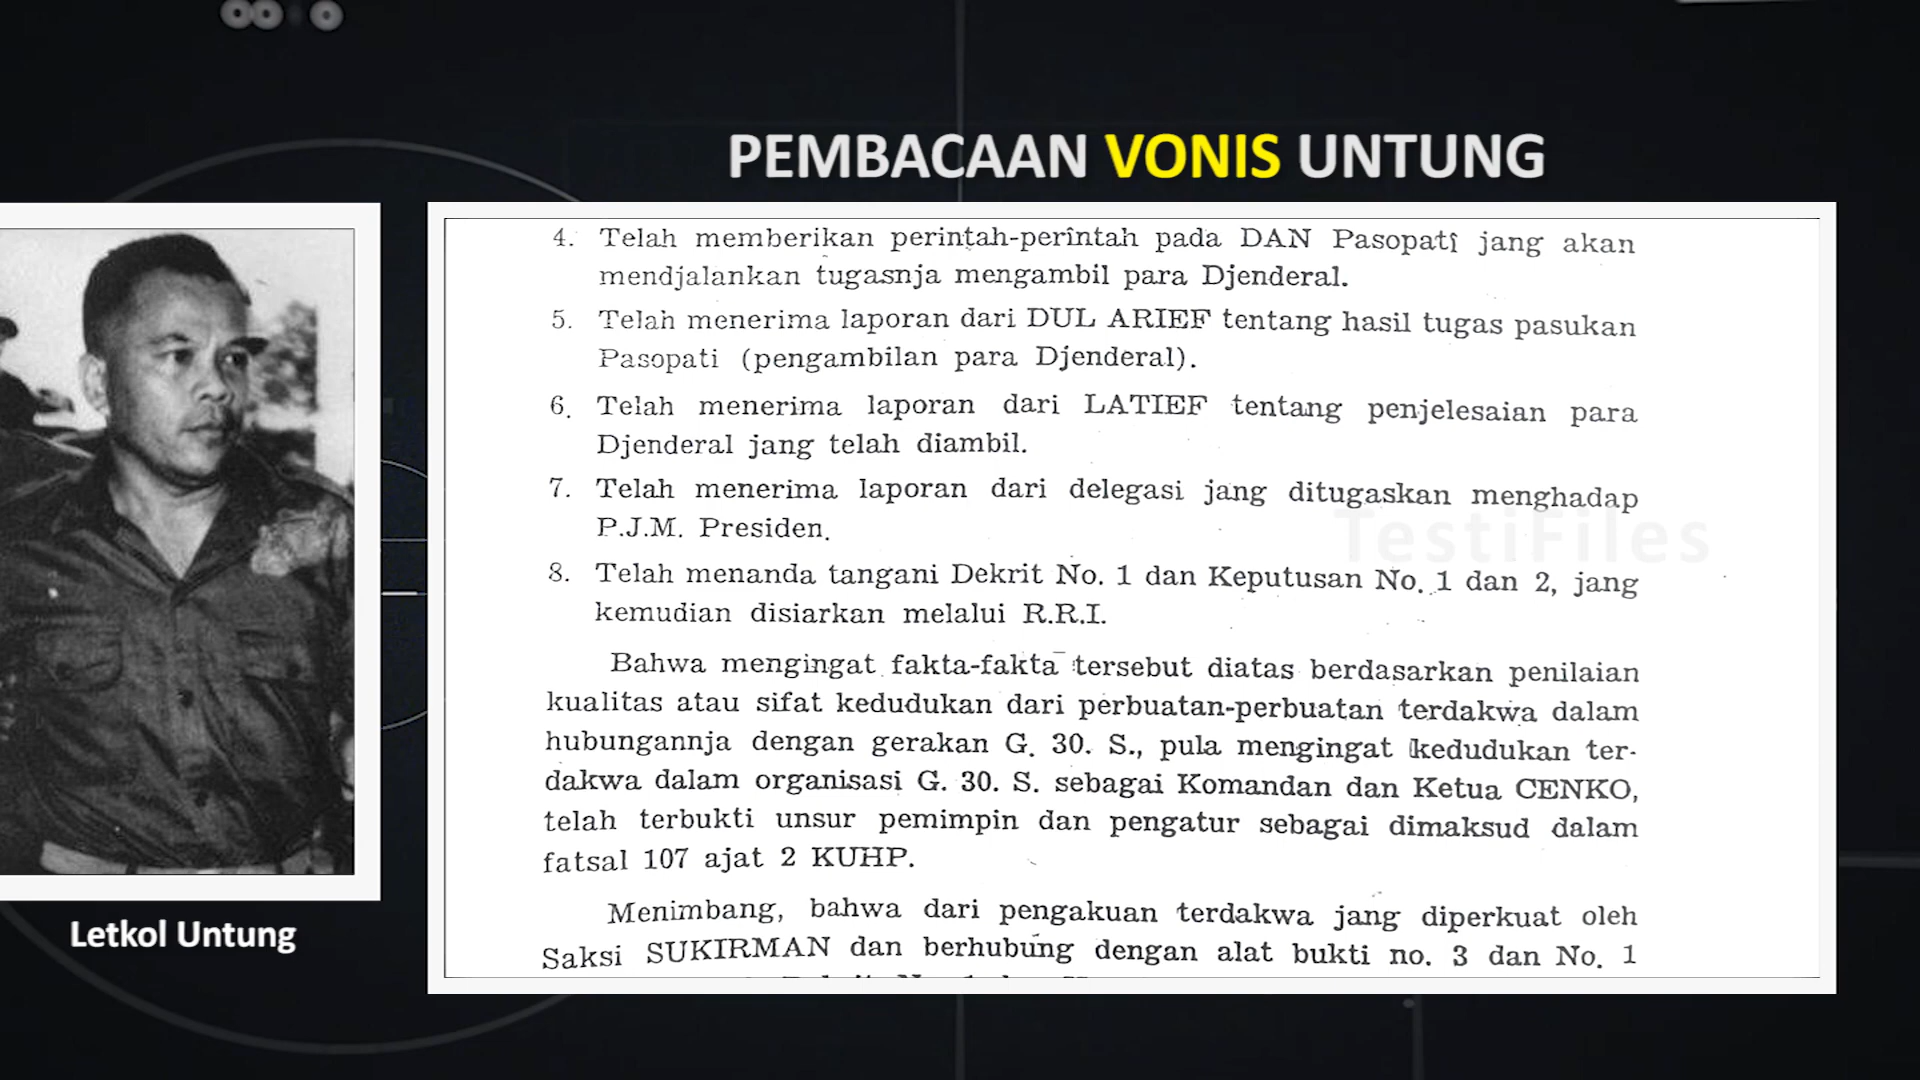 PEMBACAAN VONIS UNTUNG
4. Telah memberikan perintah-perintah pada DAN Pasopati jang akan
mendjalankan tugasnja mengambil para Djenderal.
5. Telah menerima laporan dari DUL ARIEF tentang hasil tugas pasukan
Pasopati (pengambilan para Djenderal).
6. Telah menerima laporan dari LATIEF tentang penjelesaian para
Djenderal jang telah diambil.
7. Telah menerima laporan dari delegasi jang ditugaskan menghadap
P.J.M. Presiden.
TestiFiles
8. Telah menanda tangani Dekrit No. 1 dan Keputusan No. 1 dan 2, jang
kemudian disiarkan melalui R.R.I.
Bahwa mengingat fakta-fakta tersebut diatas berdasarkan penilaian
kualitas atau sifat kedudukan dari perbuatan-perbuatan terdakwa dalam
hubungannja dengan gerakan G. 30. S., pula mengingat kedudukan ter-
dakwa dalam organisasi G. 30. S. sebagai Komandan dan Ketua CENKO,
telah terbukti unsur pemimpin dan pengatur sebagai dimaksud dalam
fatsal 107 ajat 2 KUHP.
Menimbang, bahwa dari pengakuan terdakwa jang diperkuat oleh
Saksi SUKIRMAN dan berhubung dengan alat bukti no. 3 dan No. 1
Letkol Untung